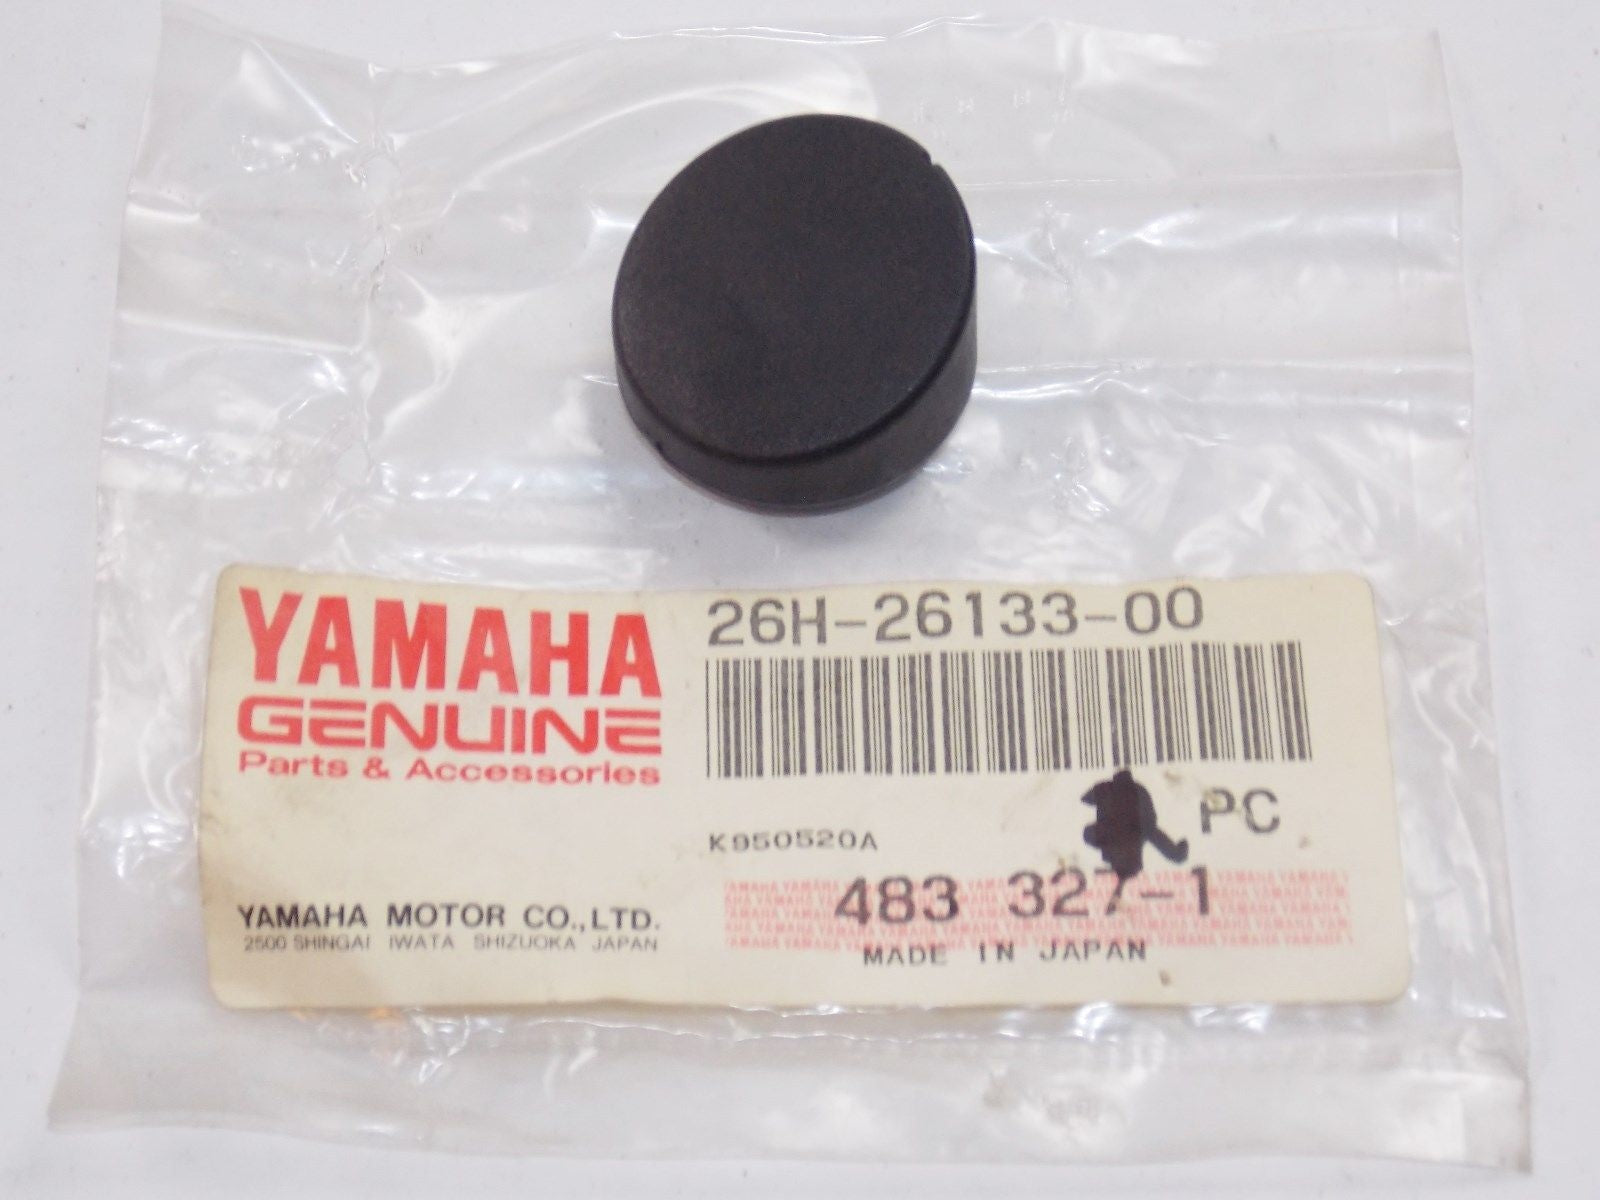 YAMAHA
GENUINE
Parts & Accessories
26H-26133-00
PC
K950520A
483 327-1
MADE IN JAPAN
YAMAHA MOTOR CO.,LTD.
2500 SHINGAI IWATA SHIZUOKA JAPAN